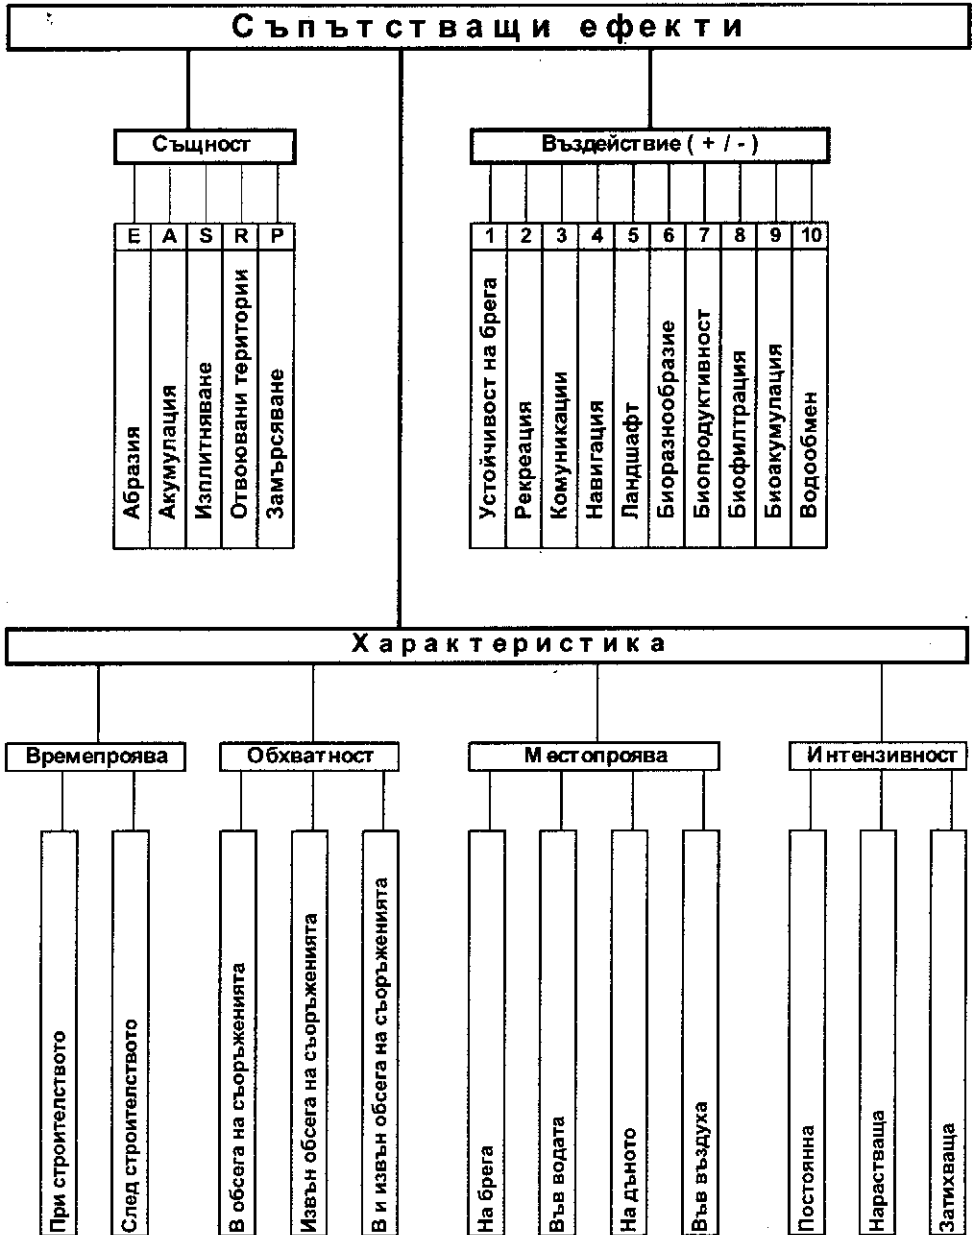 Съпътстващи ефекти
Същност
Въздействие ( + / - )
E
A
S
R
P
Абразия
Акумулация
Изплитняване
Отвоювани територии
Замърсяване
1
2
3
4
5
6
7
8
9
10
Устойчивост на брега
Рекреация
Комуникации
Навигация
Ландшафт
Биоразнообразие
Биопродуктивност
Биофилтрация
Биоакумулация
Водообмен
Характеристика
Времепроява
Обхватност
Местопроява
Интензивност
При строителството
След строителството
В обсега на съоръженията
Извън обсега на съоръженията
В и извън обсега на съоръженията
На брега
Във водата
На дъното
Във въздуха
Постоянна
Нарастваща
Затихваща